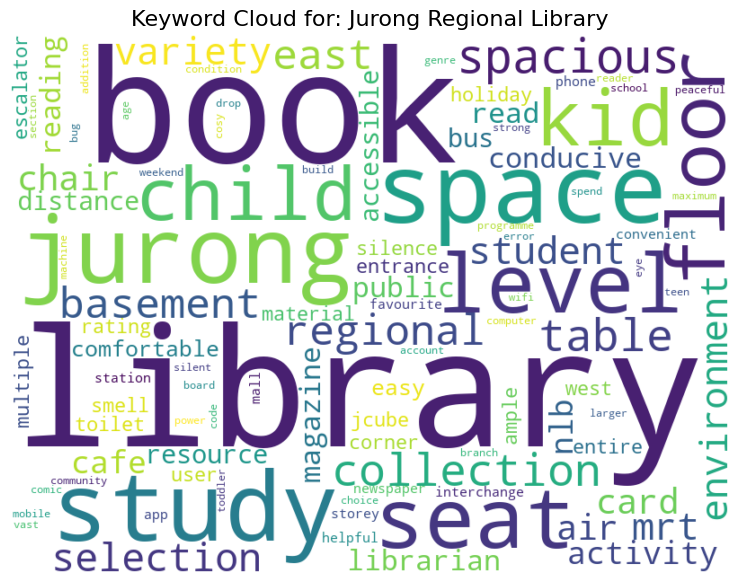 Keyword Cloud for: Jurong Regional Library
escalator
section
reading
bug
addition
variety
condition
age
cosy
drop
book
east
accessible
genre
spacious
holiday
read
bus
strong
phone
reader
school
kid
peaceful
floor
conducive
chair
distance
weekend
child
build
space
spend
maximum
programme
error
convenient
jurong
machine
silence
entrance
public
favourite
student
level
wifi
computer
eye
teen
basement
material
regional
table
environment
rating
comfortable
multiple
station
silent
board
mall
library
account
smell
toilet
power
code
magazine
easy
jcube
corner
ample
west
nlb
larger
entire
cafe
resource
user
branch
collection
community
comic
mobile
vast
study
app
toddler
newspaper
choice
storey
helpful
interchange
seat
card
air
mrt
selection
librarian
activity